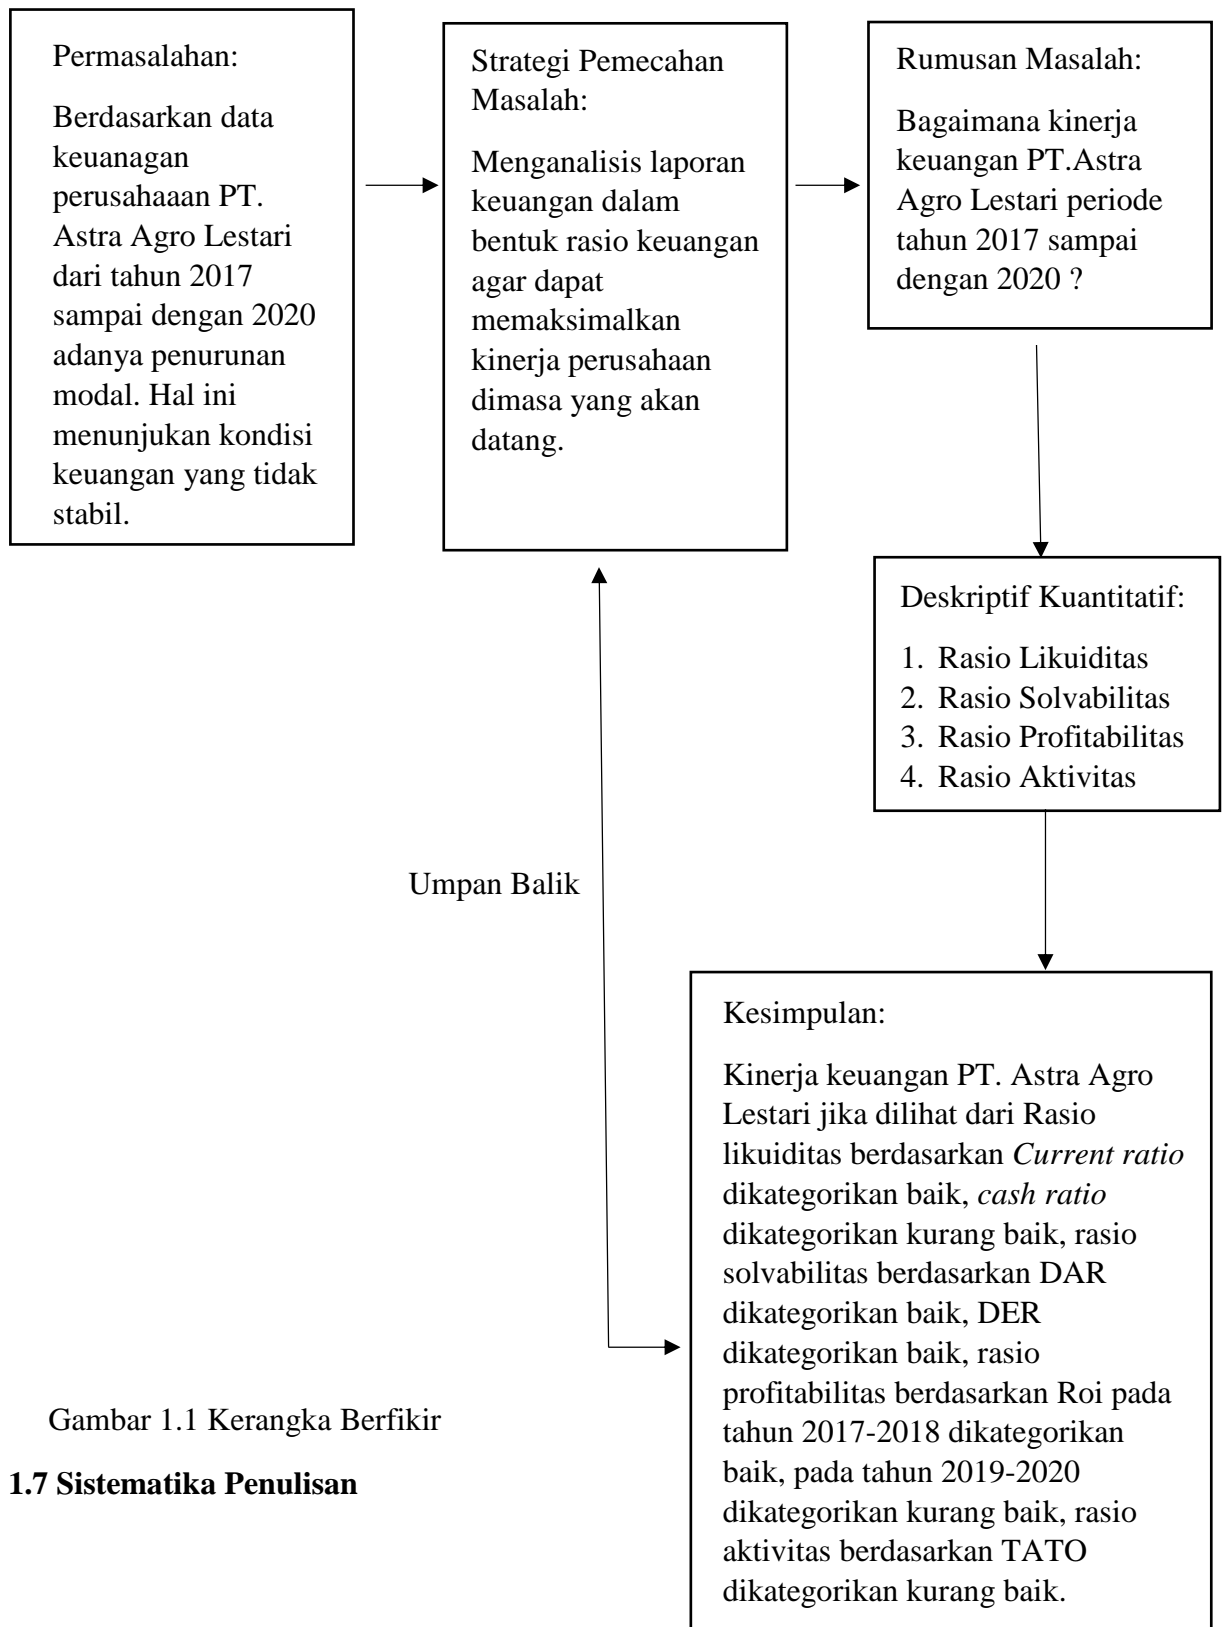 Permasalahan:
Berdasarkan data
keuanagan
perusahaaan PT.
Astra Agro Lestari
dari tahun 2017
sampai dengan 2020
adanya penurunan
modal. Hal ini
menunjukan kondisi
keuangan yang tidak
stabil.
Strategi Pemecahan
Masalah:
Menganalisis laporan
keuangan dalam
bentuk rasio keuangan
agar dapat
memaksimalkan
kinerja perusahaan
dimasa yang akan
datang.
Rumusan Masalah:
Bagaimana kinerja
keuangan PT.Astra
Agro Lestari periode
tahun 2017 sampai
dengan 2020 ?
Deskriptif Kuantitatif:
1. Rasio Likuiditas
2. Rasio Solvabilitas
3. Rasio Profitabilitas
4. Rasio Aktivitas
Umpan Balik
Kesimpulan:
Kinerja keuangan PT. Astra Agro
Lestari jika dilihat dari Rasio
likuiditas berdasarkan Current ratio
dikategorikan baik, cash ratio
dikategorikan kurang baik, rasio
solvabilitas berdasarkan DAR
dikategorikan baik, DER
dikategorikan baik, rasio
profitabilitas berdasarkan Roi pada
tahun 2017-2018 dikategorikan
baik, pada tahun 2019-2020
dikategorikan kurang baik, rasio
aktivitas berdasarkan TATO
dikategorikan kurang baik.
Gambar 1.1 Kerangka Berfikir
1.7 Sistematika Penulisan